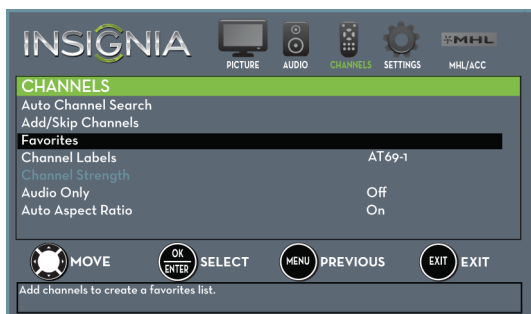 INSIGNIA
PICTURE AUDIO CHANNELS SETTINGS MHL MHL/ACC
CHANNELS
Auto Channel Search
Add/Skip Channels
Favorites
Channel Labels AT69-1
Channel Strength
Audio Only Off
Auto Aspect Ratio On
MOVE OK ENTER SELECT MENU PREVIOUS EXIT EXIT
Add channels to create a favorites list.